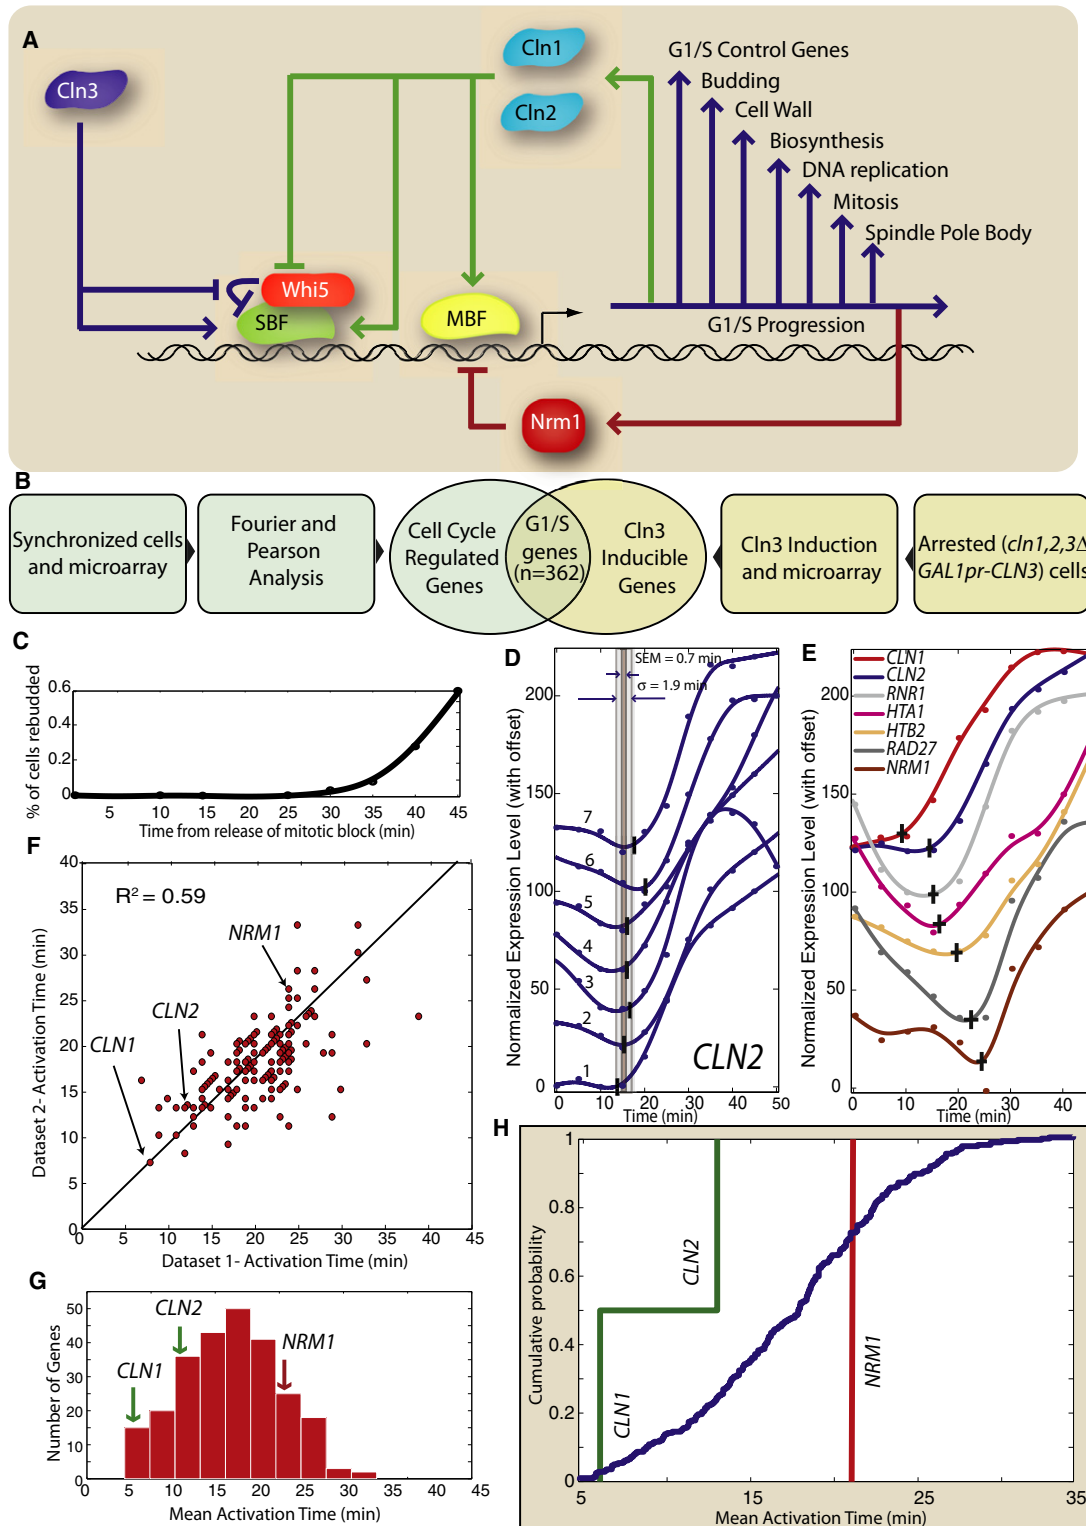 A
Cln3
Cln1
Cln2
G1/S Control Genes
Budding
Cell Wall
Biosynthesis
DNA replication
Mitosis
Spindle Pole Body
Whi5
SBF
MBF
G1/S Progression
Nrm1
B
Synchronized cells
and microarray
Fourier and
Pearson
Analysis
Cell Cycle
Regulated
Genes
G1/S
genes
(n=362)
Cln3
Inducible
Genes
Cln3 Induction
and microarray
Arrested (cln1,2,3Δ
GAL1pr-CLN3) cells
C
% of cells rebudded
0.6
0.4
0.2
0
5 10 15 20 25 30 35 40 45
Time from release of mitotic block (min)
D
Normalized Expression Level (with offset)
SEM = 0.7 min
σ = 1.9 min
200
150
100
50
0
7
6
5
4
3
2
1
CLN2
0 10 20 30 40 50
Time (min)
E
Normalized Expression Level (with offset)
CLN1
CLN2
RNR1
HTA1
HTB2
RAD27
NRM1
200
150
100
50
0
0 10 20 30 40
Time (min)
F
Dataset 2- Activation Time (min)
R² = 0.59
NRM1
CLN2
CLN1
40
35
30
25
20
15
10
5
0
0 5 10 15 20 25 30 35 40 45
Dataset 1- Activation Time (min)
G
Number of Genes
50
40
30
20
10
0
CLN2
CLN1
NRM1
0 5 10 15 20 25 30 35 40 45
Mean Activation Time (min)
H
Cumulative probability
1
0.8
0.6
0.4
0.2
0
CLN1
CLN2
NRM1
5 15 25 35
Mean Activation Time (min)